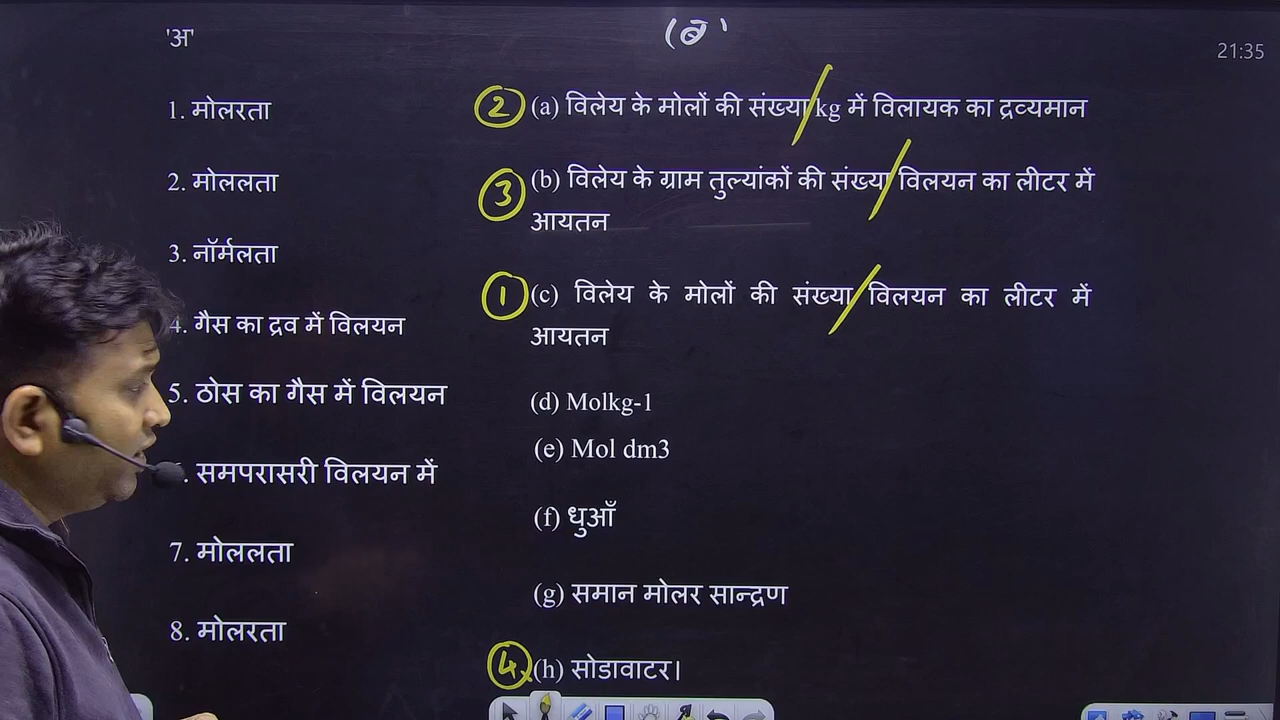 'अ'
(ब'
21:35
1. मोलरता
② (a) विलेय के मोलों की संख्या/kg में विलायक का द्रव्यमान
2. मोललता
③ (b) विलेय के ग्राम तुल्यांकों की संख्या/विलयन का लीटर में
आयतन
3. नॉर्मलता
① (c) विलेय के मोलों की संख्या/विलयन का लीटर में
आयतन
4. गैस का द्रव में विलयन
5. ठोस का गैस में विलयन
(d) Molkg-1
(e) Mol dm3
. समपरासरी विलयन में
(f) धुआँ
7. मोललता
(g) समान मोलर सान्द्रण
8. मोलरता
④ (h) सोडावाटर।